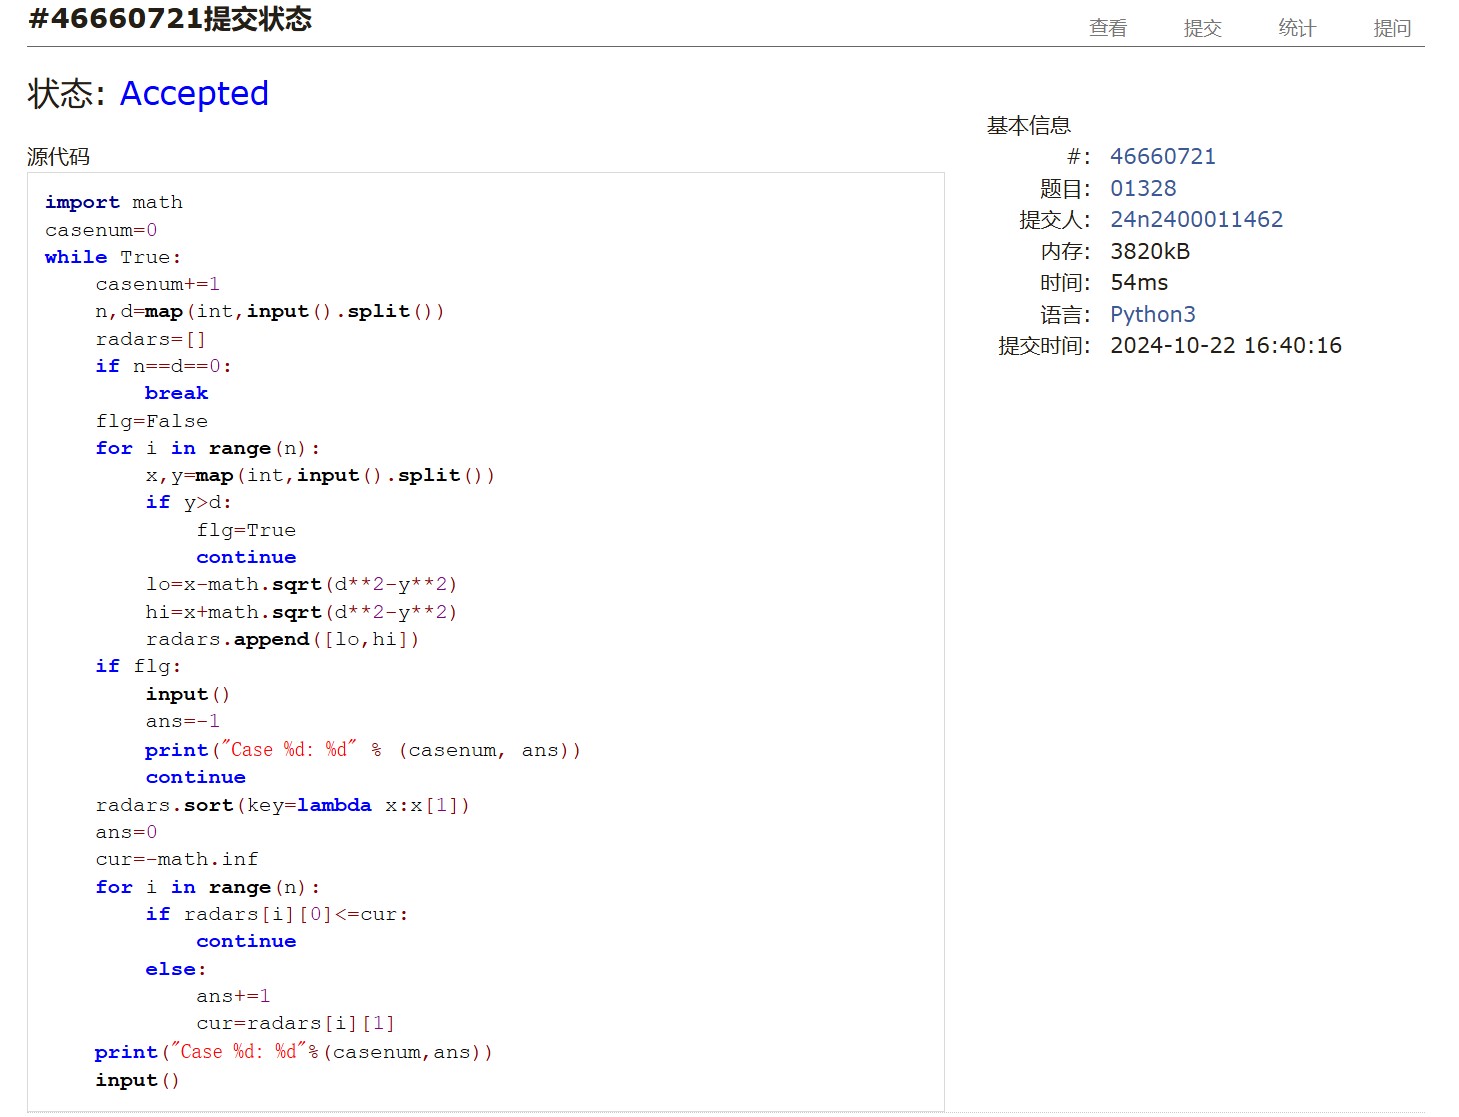 #46660721提交状态
查看 提交 统计 提问
状态: Accepted
源代码
import math
casenum=0
while True:
    casenum+=1
    n,d=map(int,input().split())
    radars=[]
    if n==d==0:
        break
    flg=False
    for i in range(n):
        x,y=map(int,input().split())
        if y>d:
            flg=True
            continue
        lo=x-math.sqrt(d**2-y**2)
        hi=x+math.sqrt(d**2-y**2)
        radars.append([lo,hi])
    if flg:
        input()
        ans=-1
        print("Case %d: %d" % (casenum, ans))
        continue
    radars.sort(key=lambda x:x[1])
    ans=0
    cur=-math.inf
    for i in range(n):
        if radars[i][0]<=cur:
            continue
        else:
            ans+=1
            cur=radars[i][1]
    print("Case %d: %d"%(casenum,ans))
    input()
基本信息
#: 46660721
题目: 01328
提交人: 24n2400011462
内存: 3820kB
时间: 54ms
语言: Python3
提交时间: 2024-10-22 16:40:16